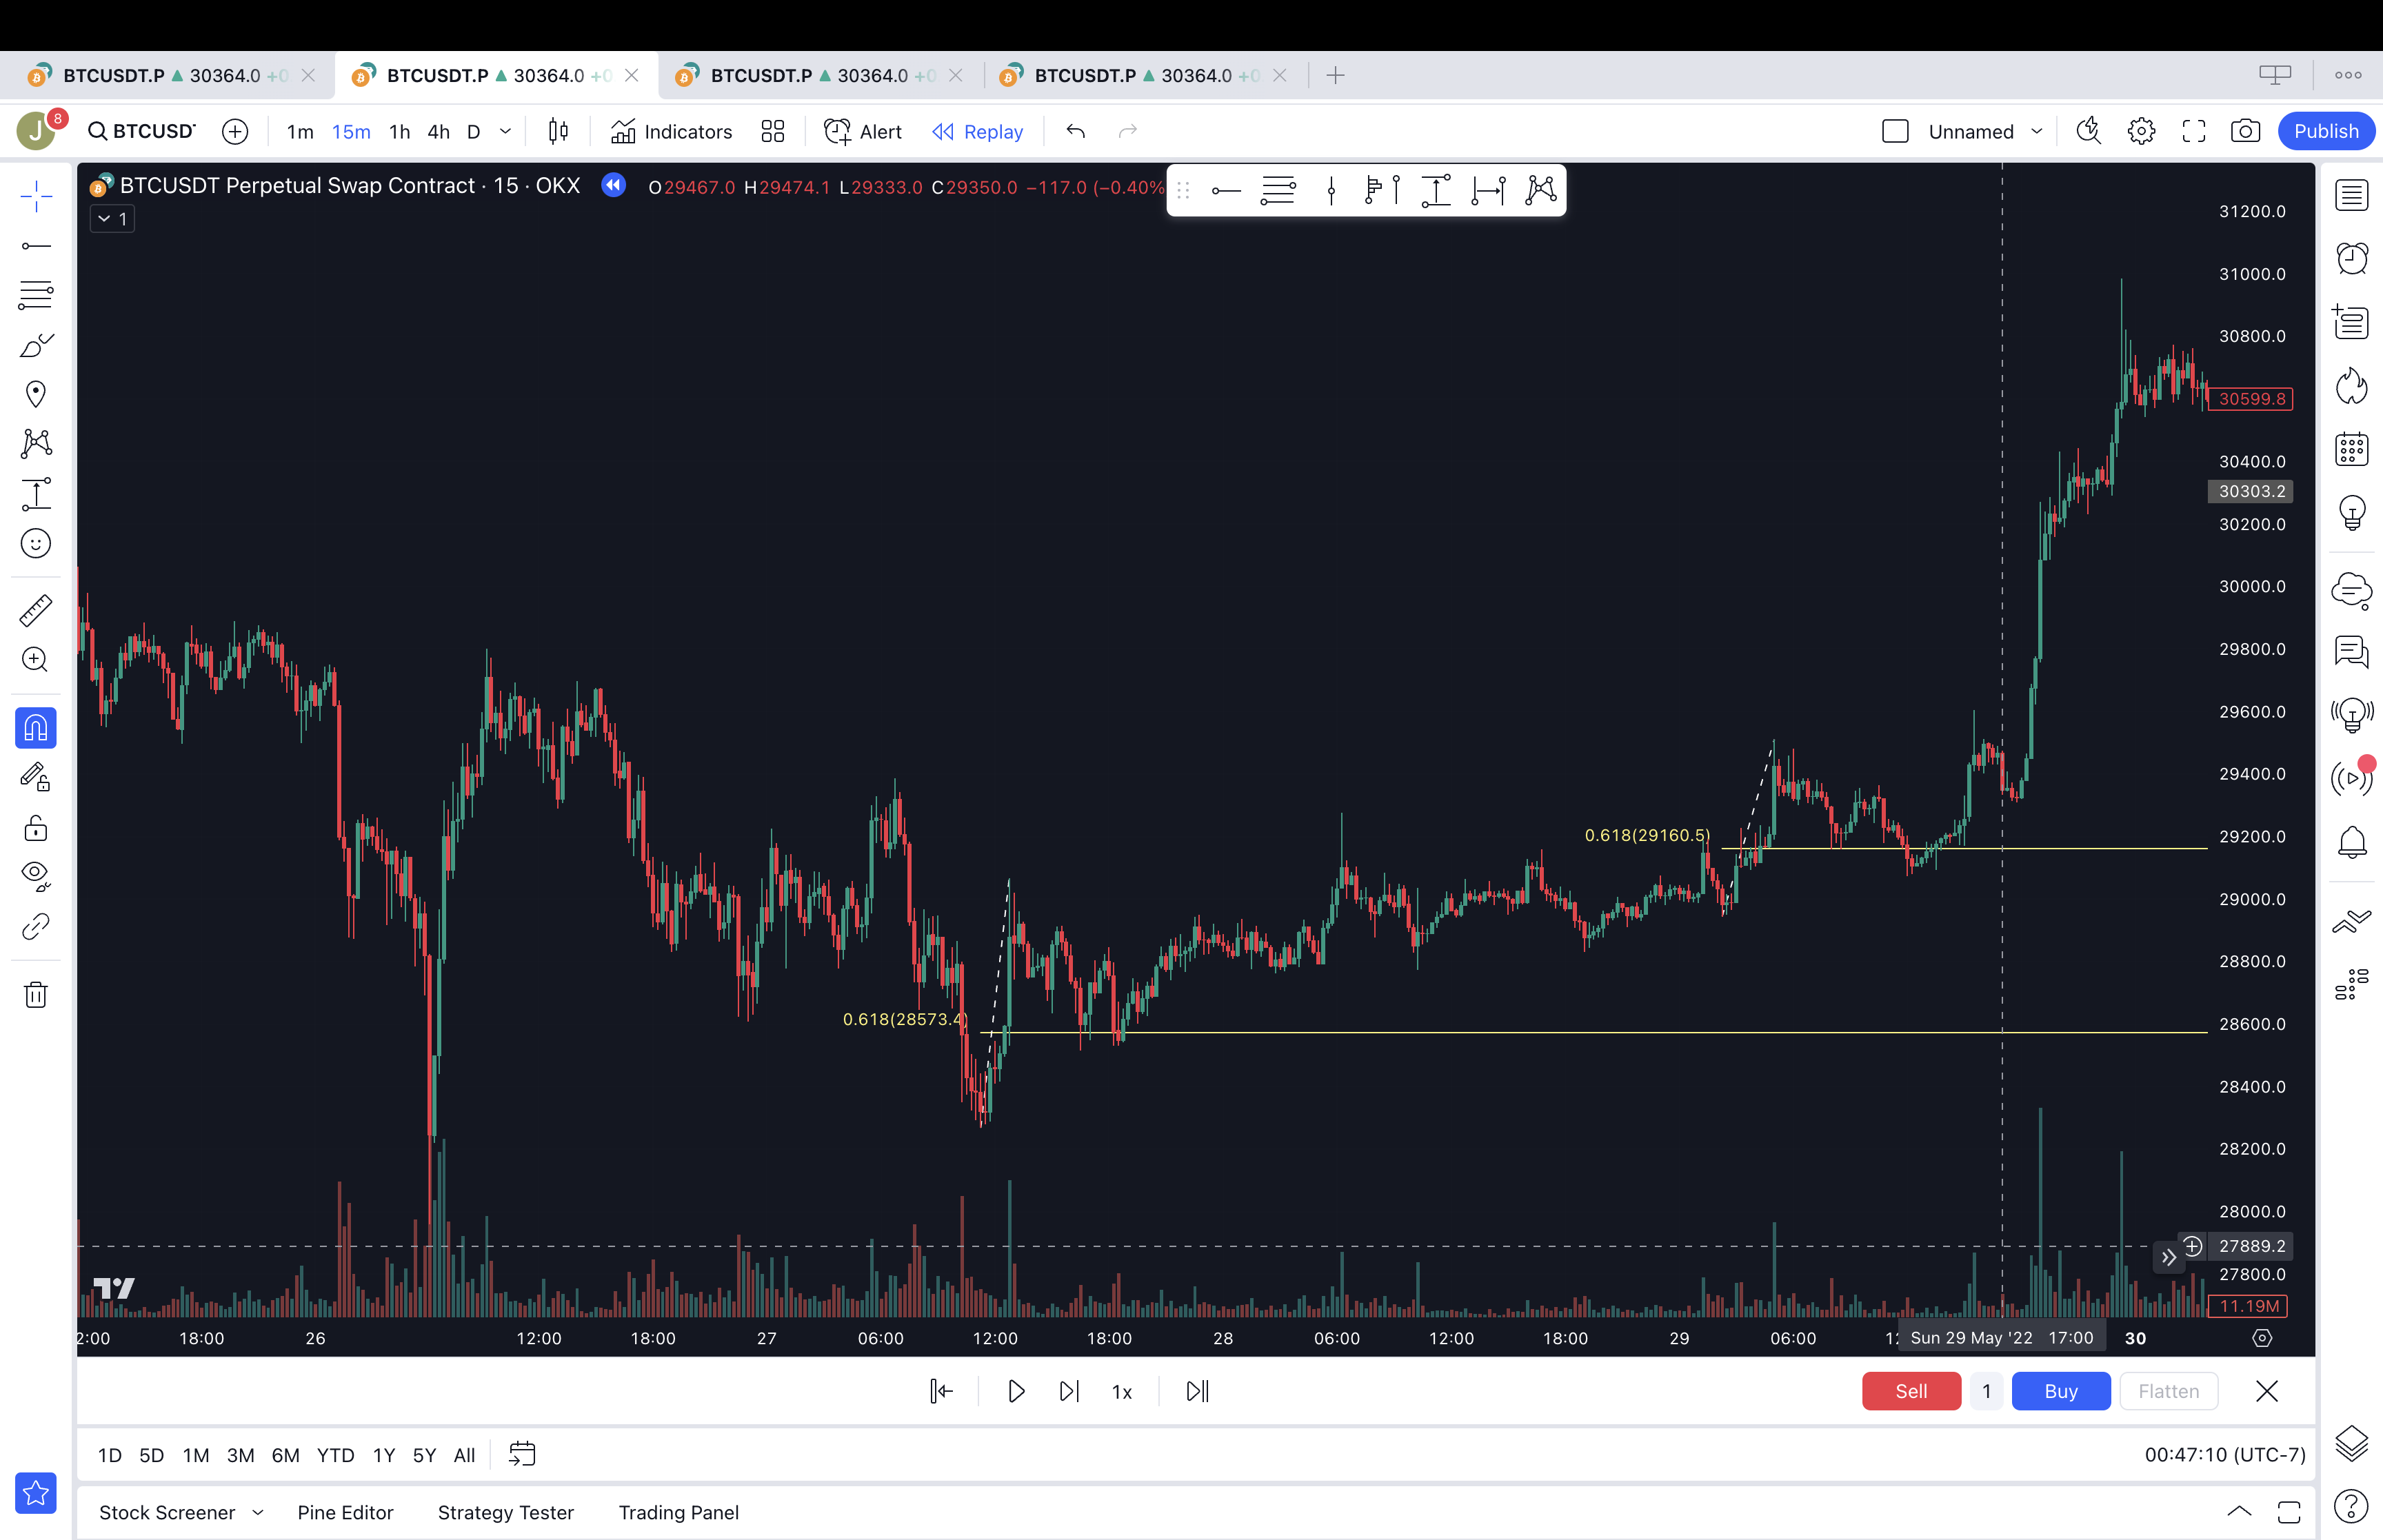 BTCUSDT.P ▲ 30364.0 +0
BTCUSDT.P ▲ 30364.0 +0
BTCUSDT.P ▲ 30364.0 +0
BTCUSDT.P ▲ 30364.0 +0
J 8 BTCUSD 1m 15m 1h 4h D Indicators Alert Replay Unnamed Publish
BTCUSDT Perpetual Swap Contract · 15 · OKX O29467.0 H29474.1 L29333.0 C29350.0 −117.0 (−0.40%
1
31200.0
31000.0
30800.0
30599.8
30400.0
30303.2
30200.0
30000.0
29800.0
29600.0
29400.0
0.618(29160.5)
29200.0
29000.0
28800.0
0.618(28573.4)
28600.0
28400.0
28200.0
28000.0
27889.2
27800.0
11.19M
2:00 18:00 26 12:00 18:00 27 06:00 12:00 18:00 28 06:00 12:00 18:00 29 06:00 Sun 29 May '22 17:00 30
1x Sell 1 Buy Flatten
1D 5D 1M 3M 6M YTD 1Y 5Y All 00:47:10 (UTC-7)
Stock Screener Pine Editor Strategy Tester Trading Panel